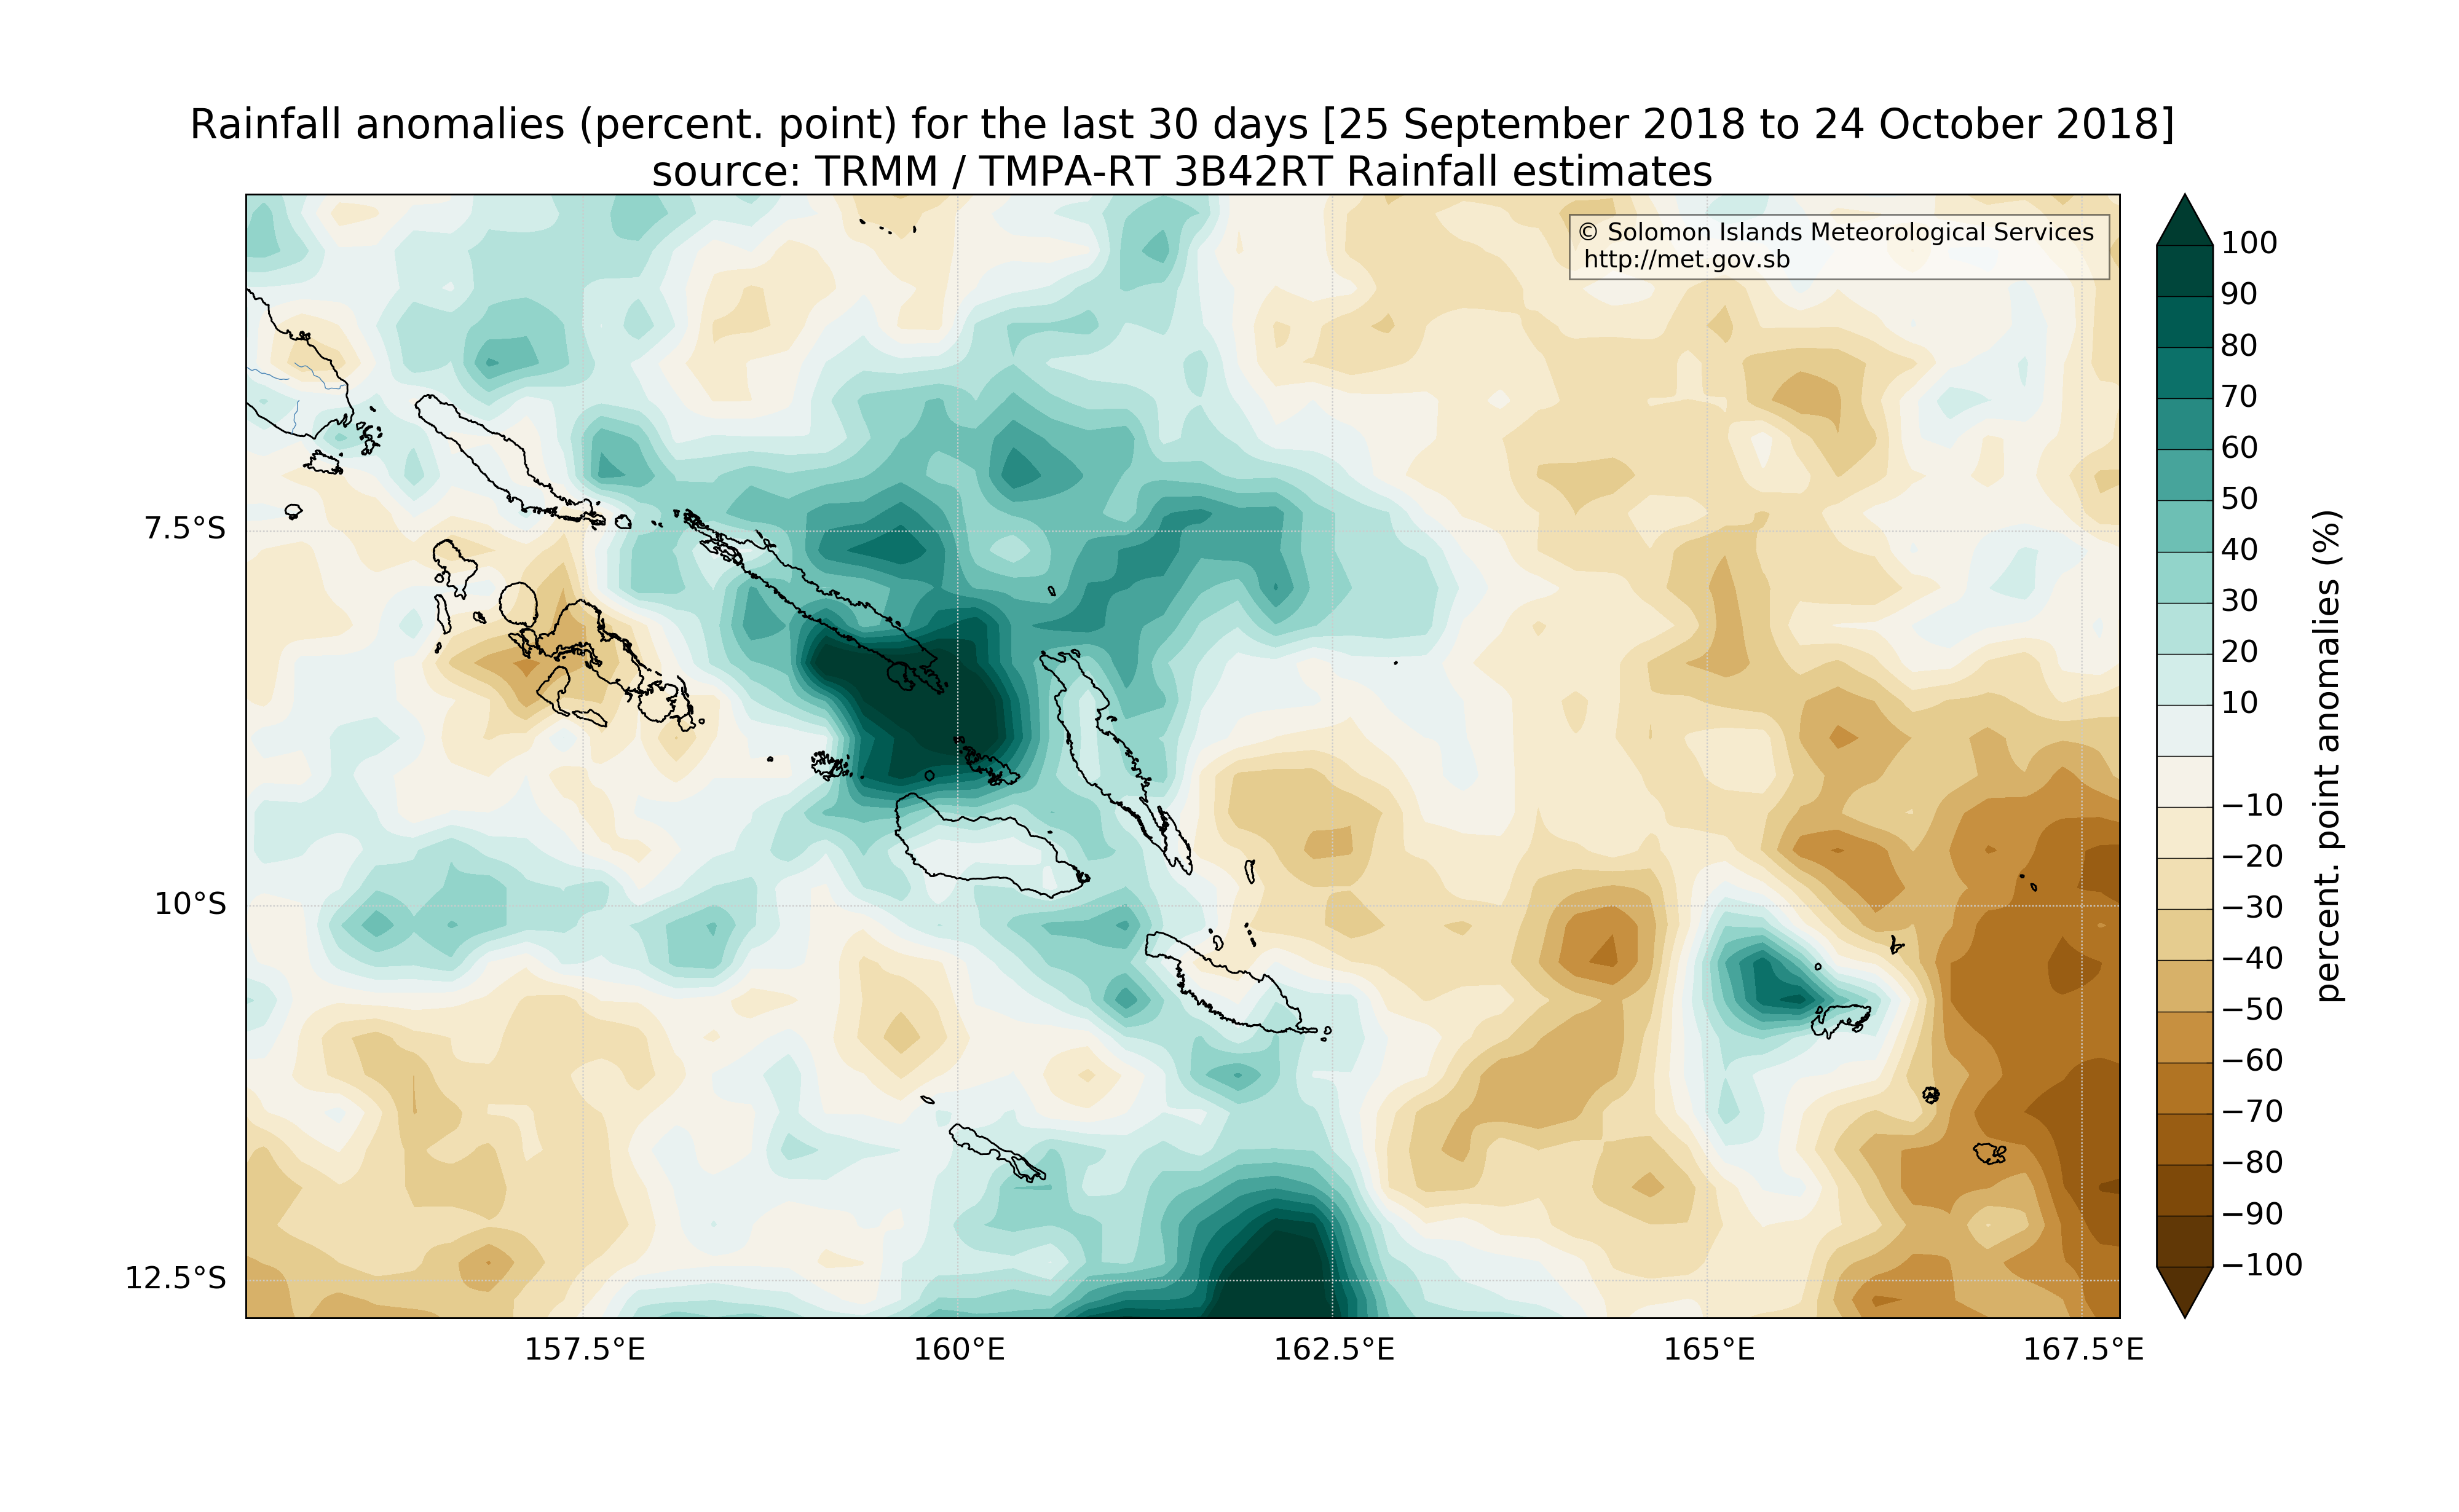 Rainfall anomalies (percent. point) for the last 30 days [25 September 2018 to 24 October 2018]
source: TRMM / TMPA-RT 3B42RT Rainfall estimates
© Solomon Islands Meteorological Services
http://met.gov.sb
7.5°S
10°S
12.5°S
157.5°E
160°E
162.5°E
165°E
167.5°E
100
90
80
70
60
50
40
30
20
10
−10
−20
−30
−40
−50
−60
−70
−80
−90
−100
percent. point anomalies (%)